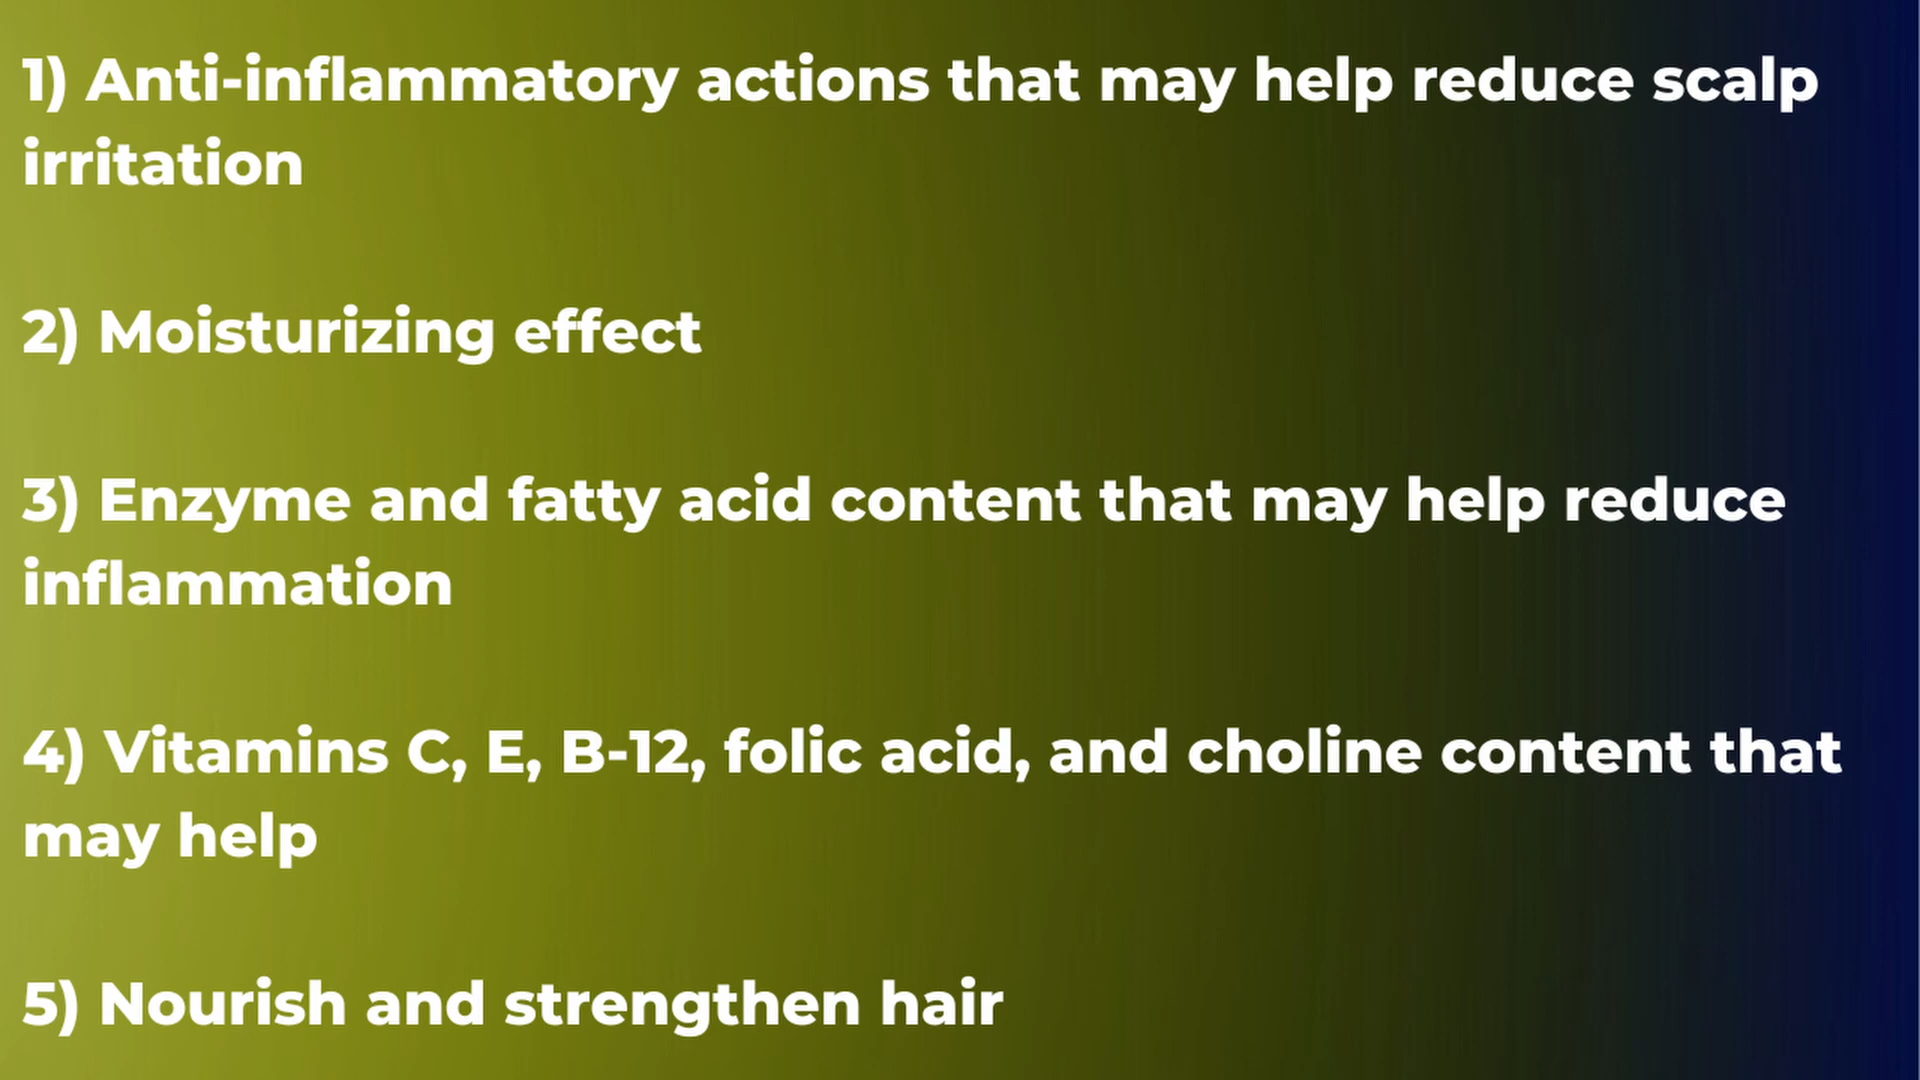 1) Anti-inflammatory actions that may help reduce scalp
irritation
2) Moisturizing effect
3) Enzyme and fatty acid content that may help reduce
inflammation
4) Vitamins C, E, B-12, folic acid, and choline content that
may help
5) Nourish and strengthen hair